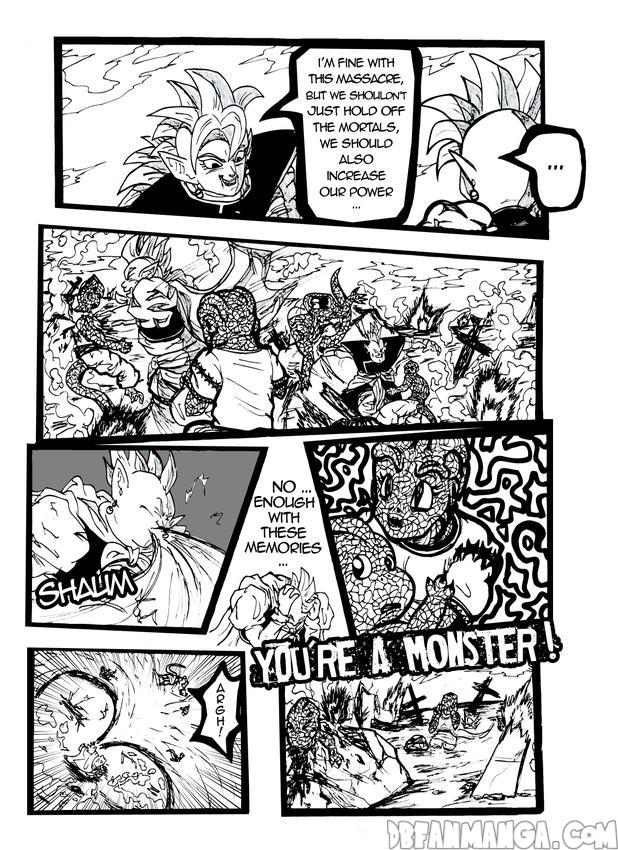 I'M FINE WITH
THIS MASSACRE,
BUT WE SHOULDN'T
JUST HOLD OFF
THE MORTALS,
WE SHOULD
ALSO
INCREASE
OUR POWER
...
...
NO ...
ENOUGH
WITH
THESE
MEMORIES
...
SHAUM
YOU'RE A MONSTER!
ARGH!
DBFANMANGA.COM